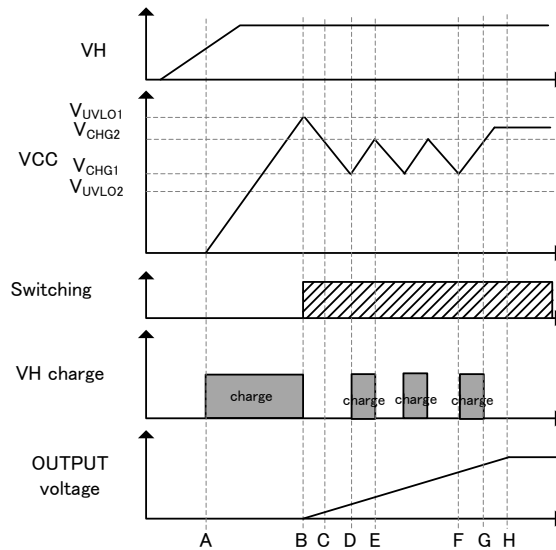 VH
VUVLO1
VCHG2
VCC
VCHG1
VUVLO2
Switching
VH charge
charge
charge
charge
charge
OUTPUT
voltage
A B C D E F G H